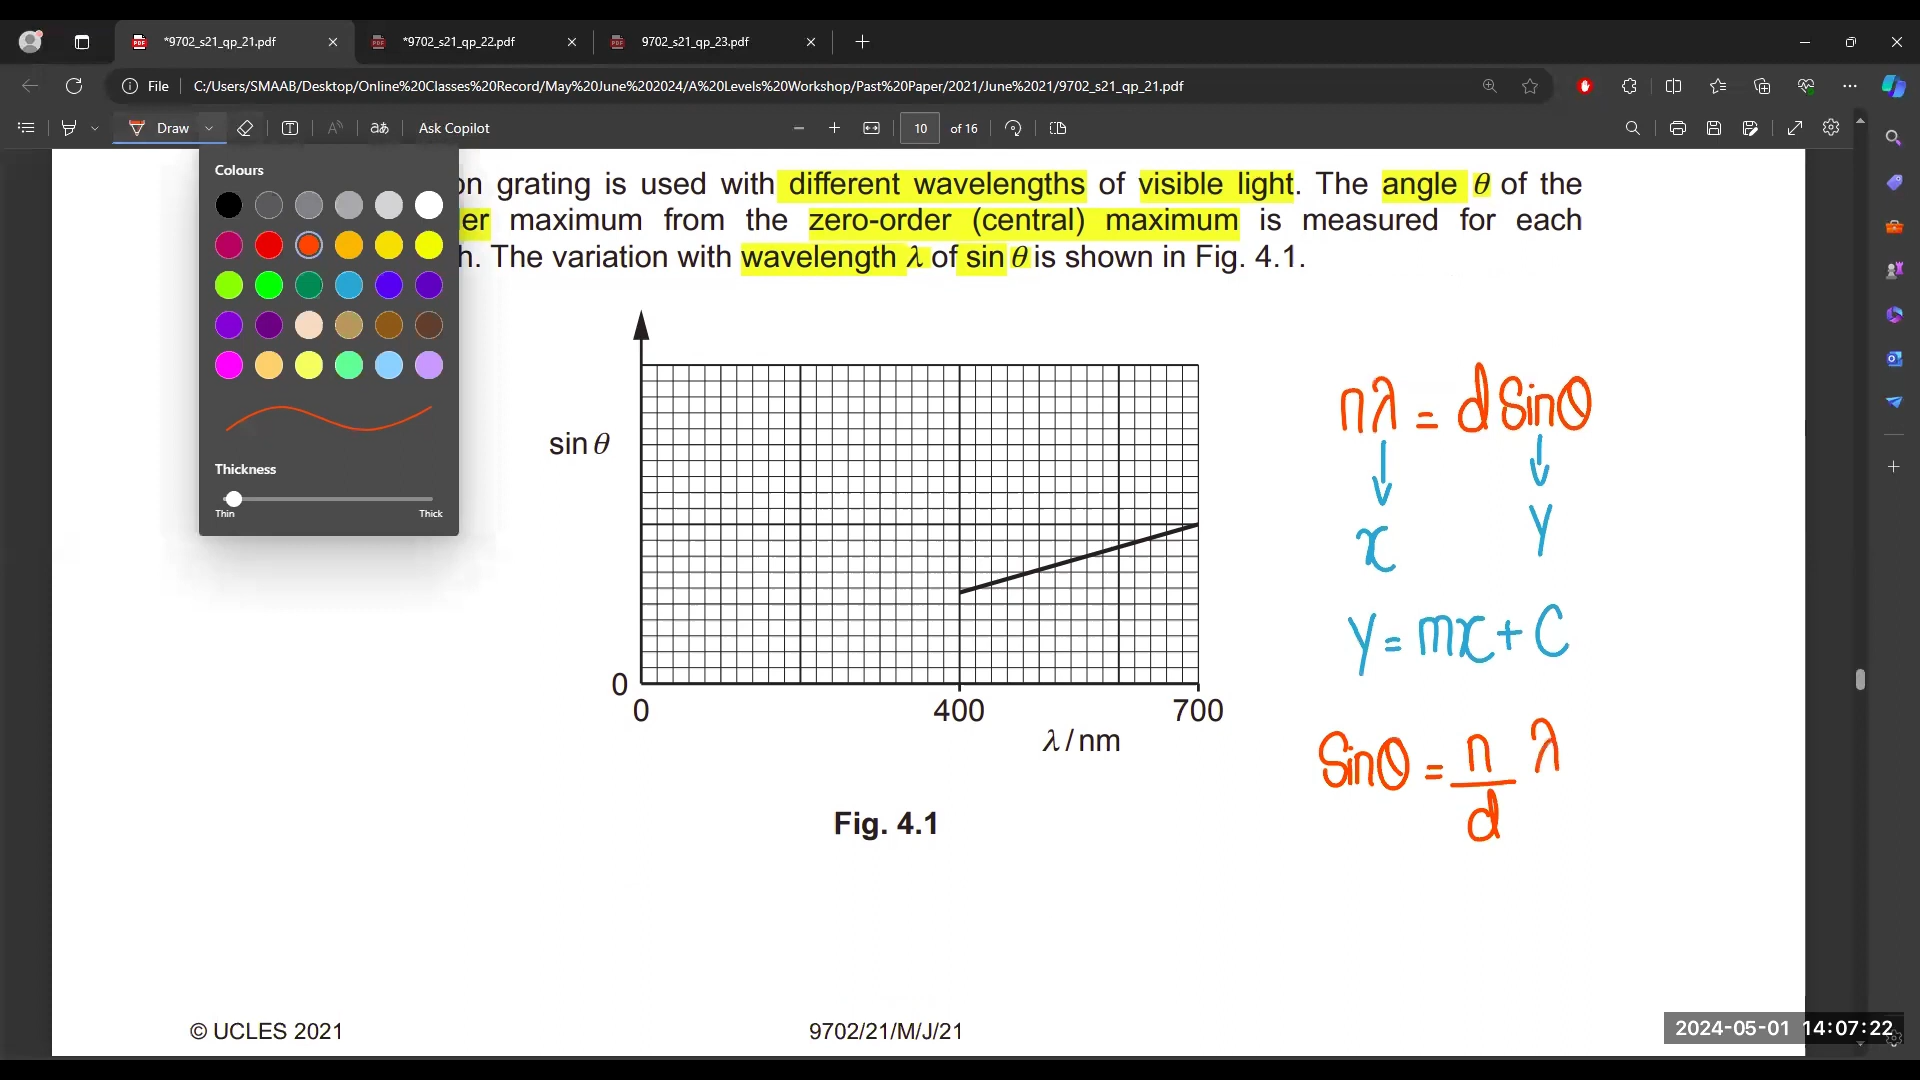 *9702_s21_qp_21.pdf
*9702_s21_qp_22.pdf
9702_s21_qp_23.pdf
File
C:/Users/SMAAB/Desktop/Online%20Classes%20Record/May%20June%202024/A%20Levels%20Workshop/Past%20Paper/2021/June%2021/9702_s21_qp_21.pdf
Draw
Ask Copilot
10 of 16
Colours
Thickness
Thin
Thick
on grating is used with different wavelengths of visible light. The angle θ of the
er maximum from the zero-order (central) maximum is measured for each
h. The variation with wavelength λ of sin θ is shown in Fig. 4.1.
sin θ
0
0 400 700
λ / nm
Fig. 4.1
nλ = d Sinθ
x y
y = mx + C
Sinθ = n/d λ
© UCLES 2021
9702/21/M/J/21
2024-05-01 14:07:22